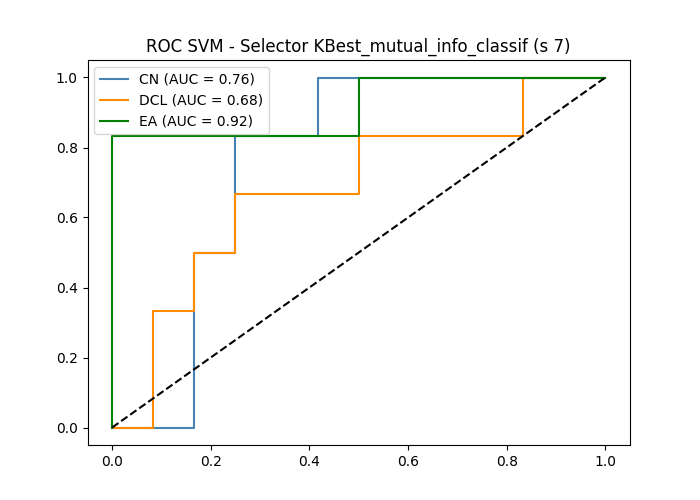 ROC SVM - Selector KBest_mutual_info_classif (s 7)
CN (AUC = 0.76)
DCL (AUC = 0.68)
EA (AUC = 0.92)
1.0
0.8
0.6
0.4
0.2
0.0
0.0 0.2 0.4 0.6 0.8 1.0